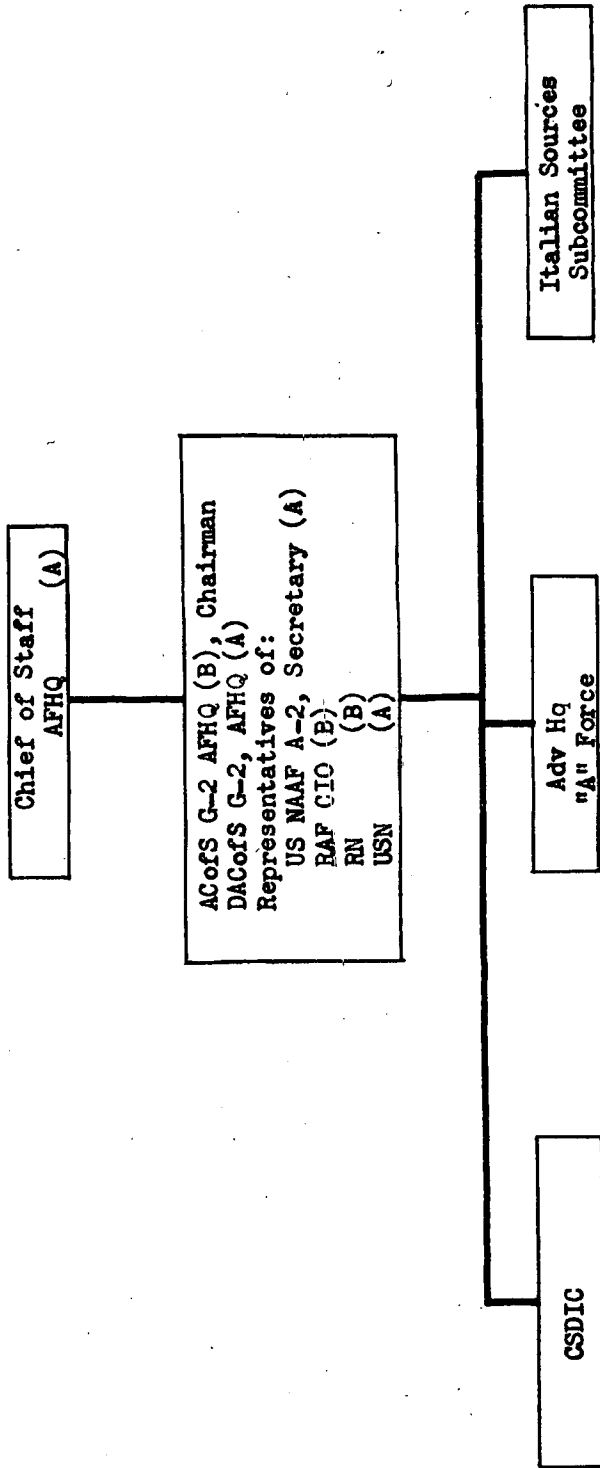 Chief of Staff
AFHQ (A)
ACofS G-2 AFHQ (B), Chairman
DACofS G-2, AFHQ (A)
Representatives of:
US NAAF A-2, Secretary (A)
RAF CIO (B)
RN (B)
USN (A)
CSDIC
Adv Hq
"A" Force
Italian Sources
Subcommittee